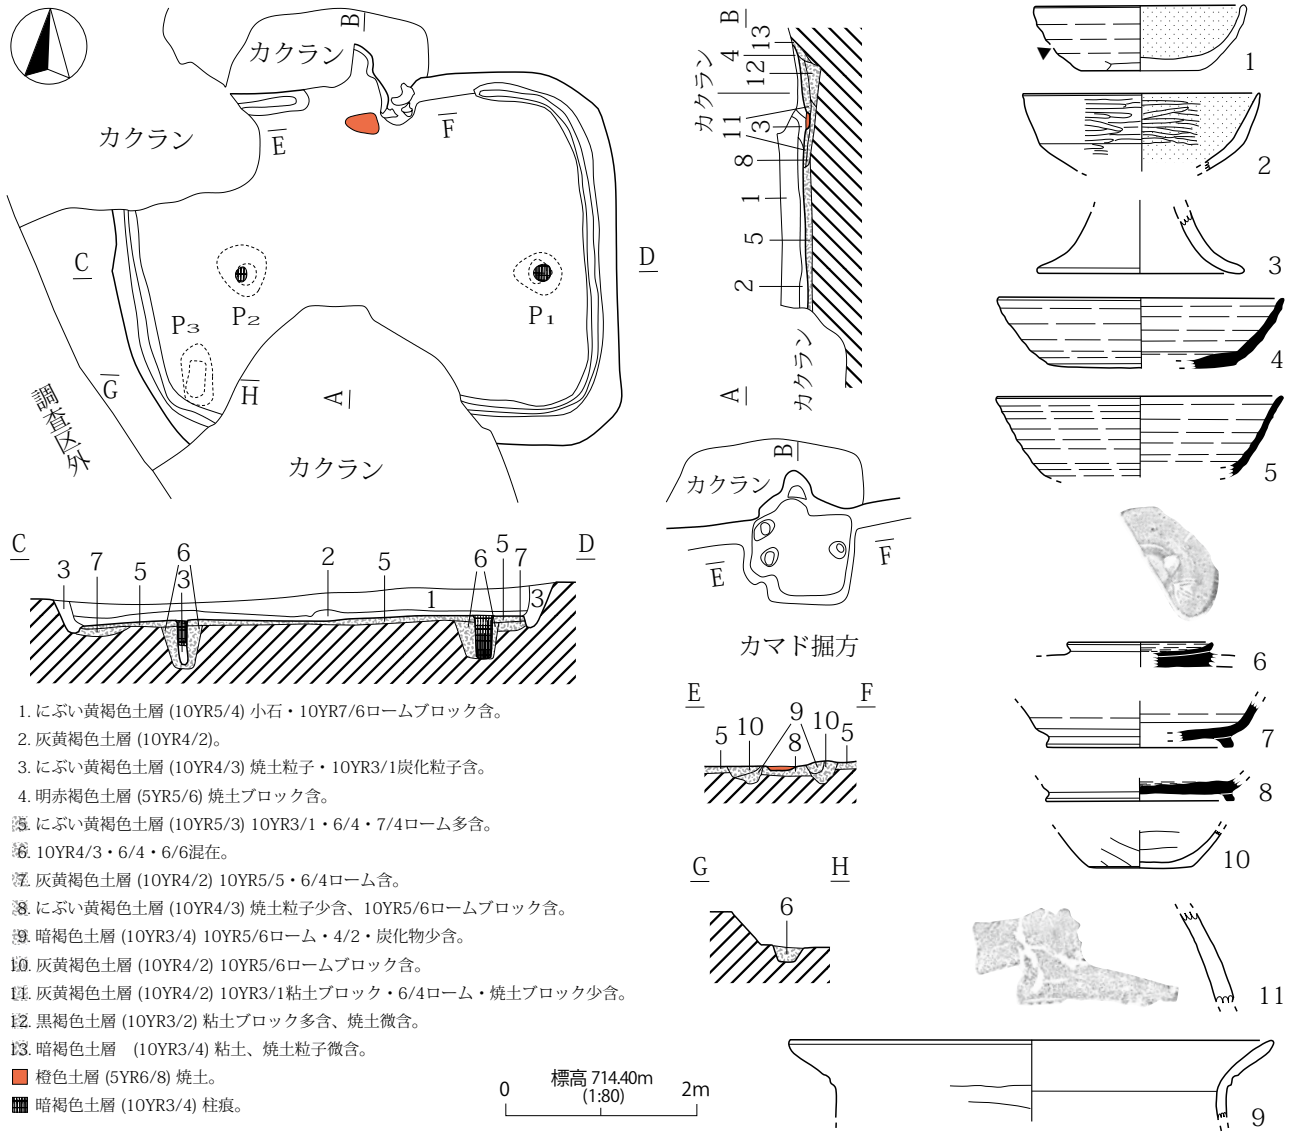 カクラン
B
カクラン
E
F
C
D
P₃
P₂
P₁
G
H
A
調査区外
カクラン
B
13
4
12
カクラン
11
3
8
1
5
2
A
カクラン
カクラン
B
E
F
カマド掘方
C
D
3
7
5
6
3
2
5
1
6
5
7
3
E
F
5
10
9
8
10
5
G
H
6
1. にぶい黄褐色土層 (10YR5/4) 小石・10YR7/6ロームブロック含。
2. 灰黄褐色土層 (10YR4/2)。
3. にぶい黄褐色土層 (10YR4/3) 焼土粒子・10YR3/1炭化粒子含。
4. 明赤褐色土層 (5YR5/6) 焼土ブロック含。
5. にぶい黄褐色土層 (10YR5/3) 10YR3/1・6/4・7/4ローム多含。
6. 10YR4/3・6/4・6/6混在。
7. 灰黄褐色土層 (10YR4/2) 10YR5/5・6/4ローム含。
8. にぶい黄褐色土層 (10YR4/3) 焼土粒子少含、10YR5/6ロームブロック含。
9. 暗褐色土層 (10YR3/4) 10YR5/6ローム・4/2・炭化物少含。
10. 灰黄褐色土層 (10YR4/2) 10YR5/6ロームブロック含。
11. 灰黄褐色土層 (10YR4/2) 10YR3/1粘土ブロック・6/4ローム・焼土ブロック少含。
12. 黒褐色土層 (10YR3/2) 粘土ブロック多含、焼土微含。
13. 暗褐色土層 (10YR3/4) 粘土、焼土粒子微含。
橙色土層 (5YR6/8) 焼土。
暗褐色土層 (10YR3/4) 柱痕。
標高 714.40m
0 (1:80) 2m
1
2
3
4
5
6
7
8
10
11
9